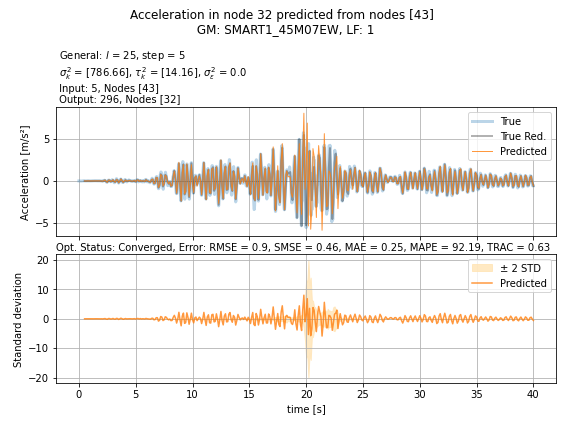 Acceleration in node 32 predicted from nodes [43]
GM: SMART1_45M07EW, LF: 1
General: l = 25, step = 5
σ²ₖ = [786.66], τ²ₖ = [14.16], σ²ε = 0.0
Input: 5, Nodes [43]
Output: 296, Nodes [32]
Acceleration [m/s²]
5
0
−5
True
True Red.
Predicted
Opt. Status: Converged, Error: RMSE = 0.9, SMSE = 0.46, MAE = 0.25, MAPE = 92.19, TRAC = 0.63
Standard deviation
20
10
0
−10
−20
± 2 STD
Predicted
0 5 10 15 20 25 30 35 40
time [s]